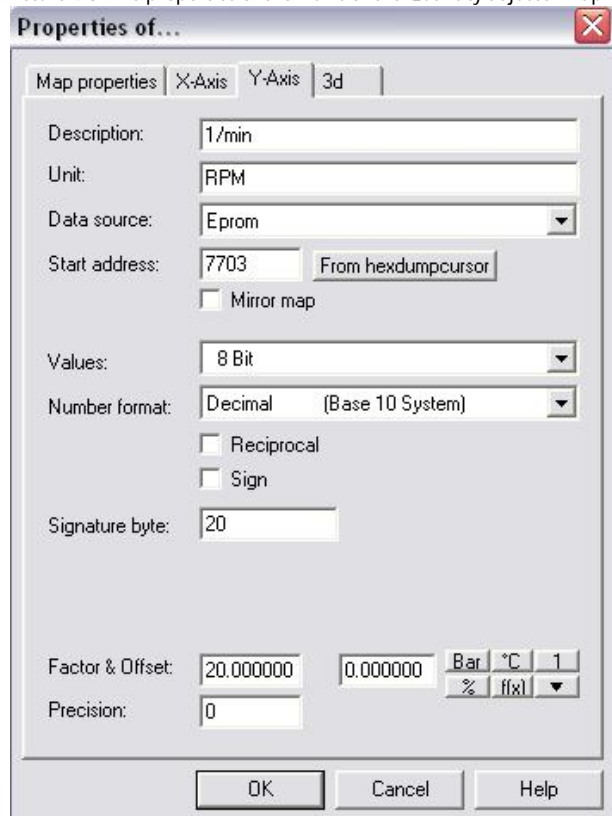 Properties of...
Map properties X-Axis Y-Axis 3d
Description: 1/min
Unit: RPM
Data source: Eprom
Start address: 7703 From hexdumpcursor
Mirror map
Values: 8 Bit
Number format: Decimal (Base 10 System)
Reciprocal
Sign
Signature byte: 20
Factor & Offset: 20.000000 0.000000 Bar °C 1
% f(x)
Precision: 0
OK Cancel Help